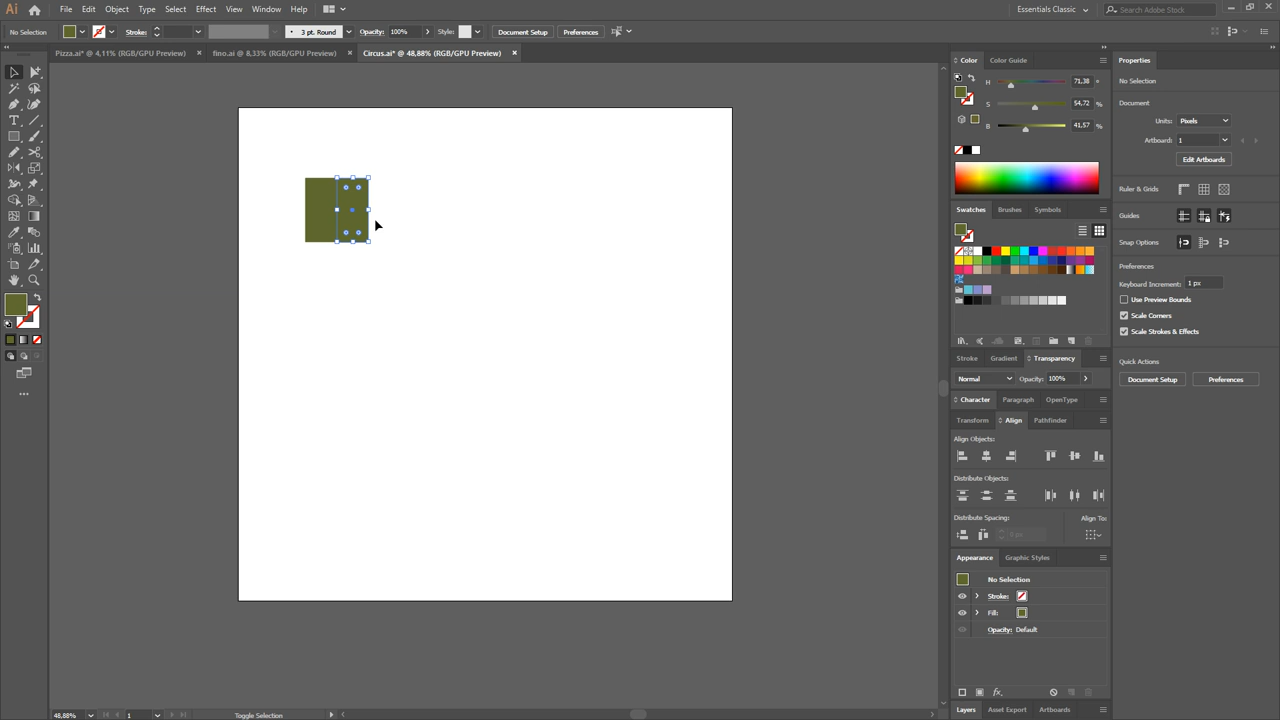 Ai File Edit Object Type Select Effect View Window Help Essentials Classic Search Adobe Stock
No Selection Stroke: 3 pt. Round Opacity: 100% Style: Document Setup Preferences
Pizza.ai* @ 4,11% (RGB/GPU Preview) × fino.ai @ 8,33% (RGB/GPU Preview) × Circus.ai* @ 48,88% (RGB/GPU Preview) ×
Color Color Guide
H 71,38 °
S 54,72 %
B 41,57 %
Swatches Brushes Symbols
Stroke Gradient Transparency
Normal Opacity: 100%
Character Paragraph OpenType
Transform Align Pathfinder
Align Objects:
Distribute Objects:
Distribute Spacing: Align To:
0 px
Appearance Graphic Styles
No Selection
Stroke:
Fill:
Opacity: Default
fx
Layers Asset Export Artboards
Properties
No Selection
Document
Units: Pixels
Artboard: 1
Edit Artboards
Ruler & Grids
Guides
Snap Options
Preferences
Keyboard Increment: 1 px
Use Preview Bounds
Scale Corners
Scale Strokes & Effects
Quick Actions
Document Setup Preferences
48,88% 1 Toggle Selection